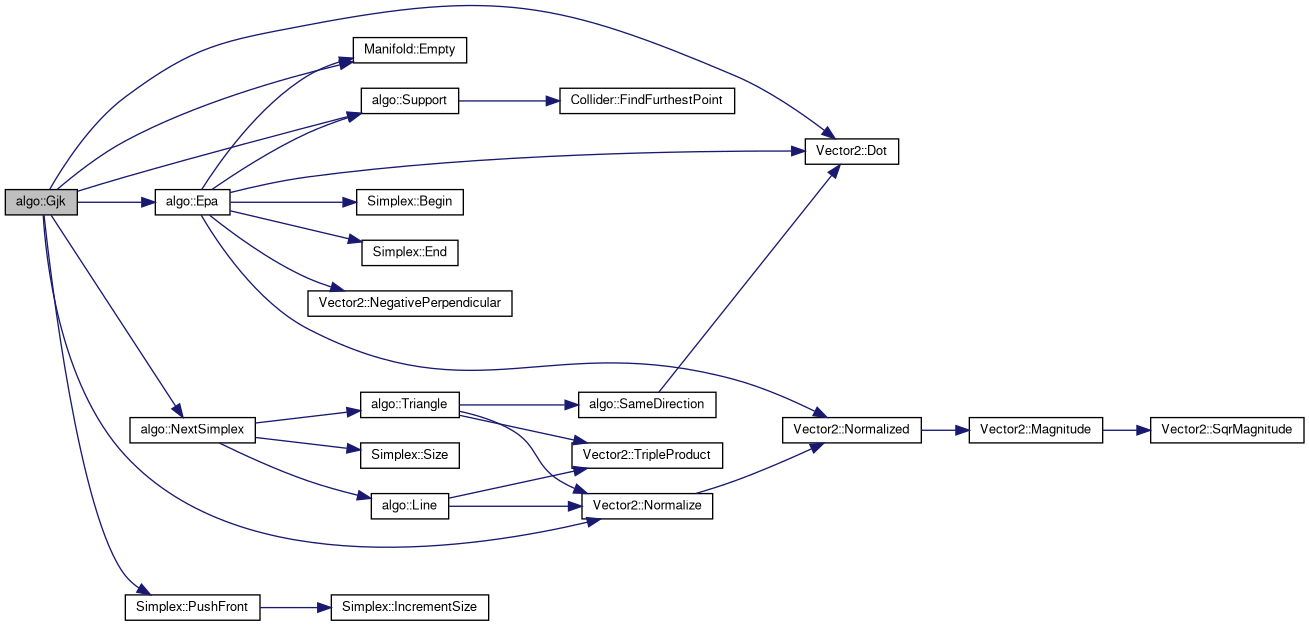 Manifold::Empty
algo::Support
Collider::FindFurthestPoint
Vector2::Dot
algo::Gjk
algo::Epa
Simplex::Begin
Simplex::End
Vector2::NegativePerpendicular
algo::Triangle
algo::SameDirection
algo::NextSimplex
Vector2::Normalized
Vector2::Magnitude
Vector2::SqrMagnitude
Simplex::Size
Vector2::TripleProduct
algo::Line
Vector2::Normalize
Simplex::PushFront
Simplex::IncrementSize